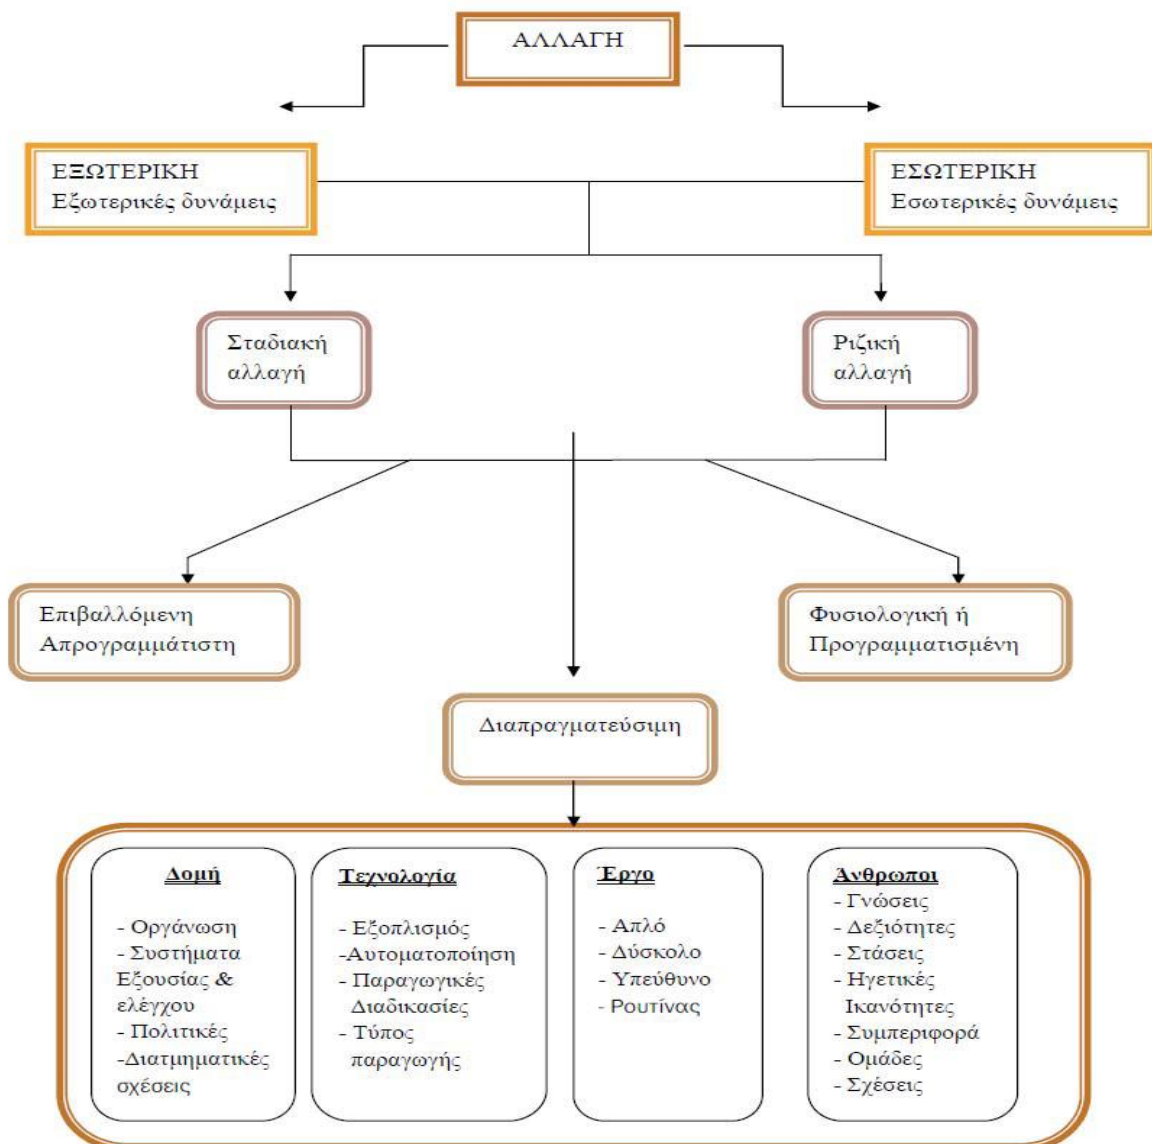 ΑΛΛΑΓΗ
ΕΞΩΤΕΡΙΚΗ
Εξωτερικές δυνάμεις
ΕΣΩΤΕΡΙΚΗ
Εσωτερικές δυνάμεις
Σταδιακή
αλλαγή
Ριζική
αλλαγή
Επιβαλλόμενη
Απρογραμμάτιστη
Φυσιολογική ή
Προγραμματισμένη
Διαπραγματεύσιμη
Δομή
- Οργάνωση
- Συστήματα
Εξουσίας &
ελέγχου
- Πολιτικές
-Διατμηματικές
σχέσεις
Τεχνολογία
- Εξοπλισμός
-Αυτοματοποίηση
- Παραγωγικές
Διαδικασίες
- Τύπος
παραγωγής
Έργο
- Απλό
- Δύσκολο
- Υπεύθυνο
- Ρουτίνας
Άνθρωποι
- Γνώσεις
- Δεξιότητες
- Στάσεις
- Ηγετικές
Ικανότητες
- Συμπεριφορά
- Ομάδες
- Σχέσεις